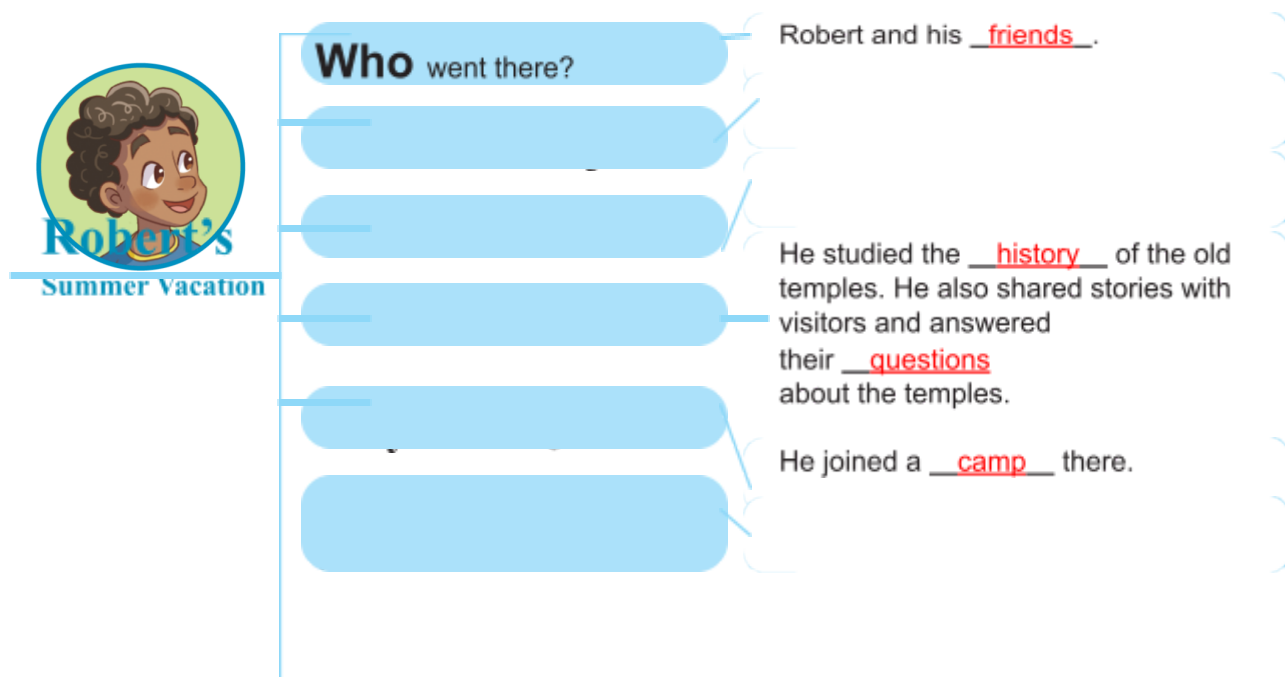 Who went there?
Robert and his _friends_.
Robert's
Summer Vacation
He studied the __history__ of the old
temples. He also shared stories with
visitors and answered
their __questions
about the temples.
He joined a __camp__ there.